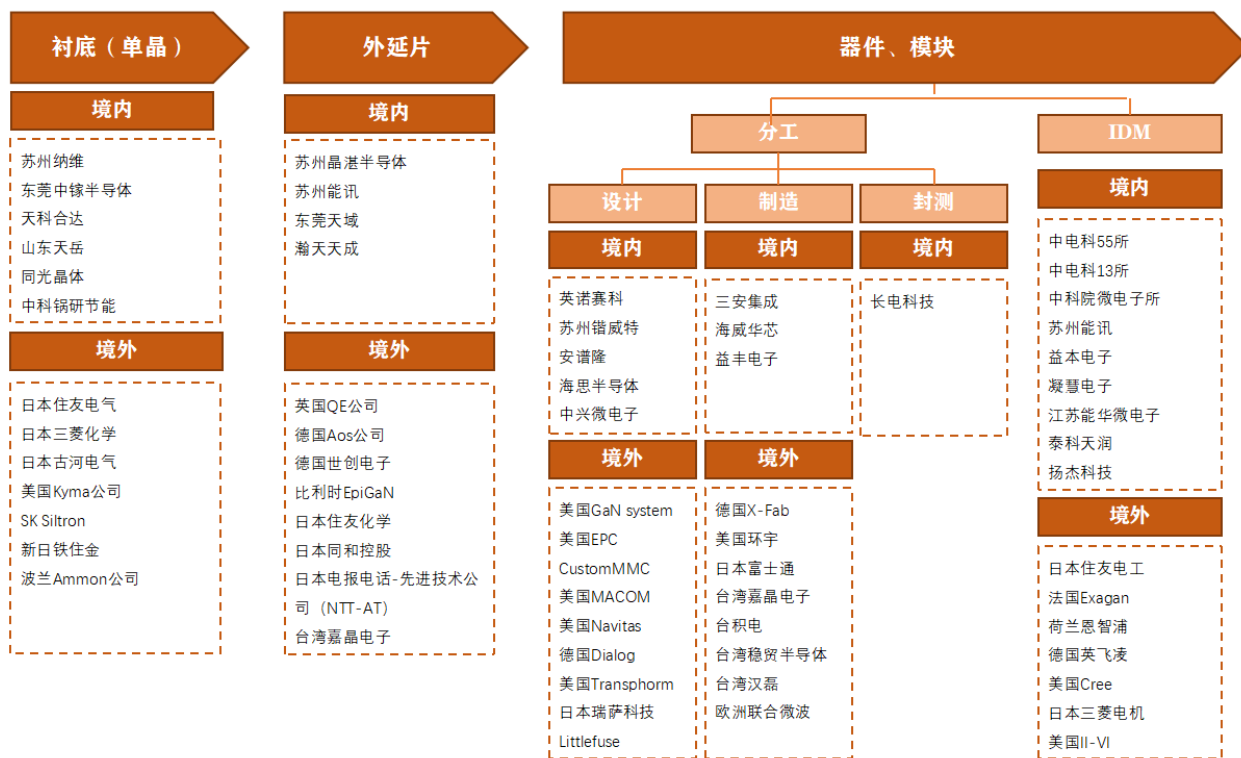 衬底（单晶）
境内
苏州纳维
东莞中镓半导体
天科合达
山东天岳
同光晶体
中科锅研节能
境外
日本住友电气
日本三菱化学
日本古河电气
美国Kyma公司
SK Siltron
新日铁住金
波兰Ammon公司
外延片
境内
苏州晶湛半导体
苏州能讯
东莞天域
瀚天天成
境外
英国QE公司
德国Aos公司
德国世创电子
比利时EpiGaN
日本住友化学
日本同和控股
日本电报电话-先进技术公
司（NTT-AT）
台湾嘉晶电子
器件、模块
分工
设计
境内
英诺赛科
苏州锴威特
安谱隆
海思半导体
中兴微电子
境外
美国GaN system
美国EPC
CustomMMC
美国MACOM
美国Navitas
德国Dialog
美国Transphorm
日本瑞萨科技
Littlefuse
制造
境内
三安集成
海威华芯
益丰电子
境外
德国X-Fab
美国环宇
日本富士通
台湾嘉晶电子
台积电
台湾稳贸半导体
台湾汉磊
欧洲联合微波
封测
境内
长电科技
IDM
境内
中电科55所
中电科13所
中科院微电子所
苏州能讯
益本电子
凝慧电子
江苏能华微电子
泰科天润
扬杰科技
境外
日本住友电工
法国Exagan
荷兰恩智浦
德国英飞凌
美国Cree
日本三菱电机
美国II-VI